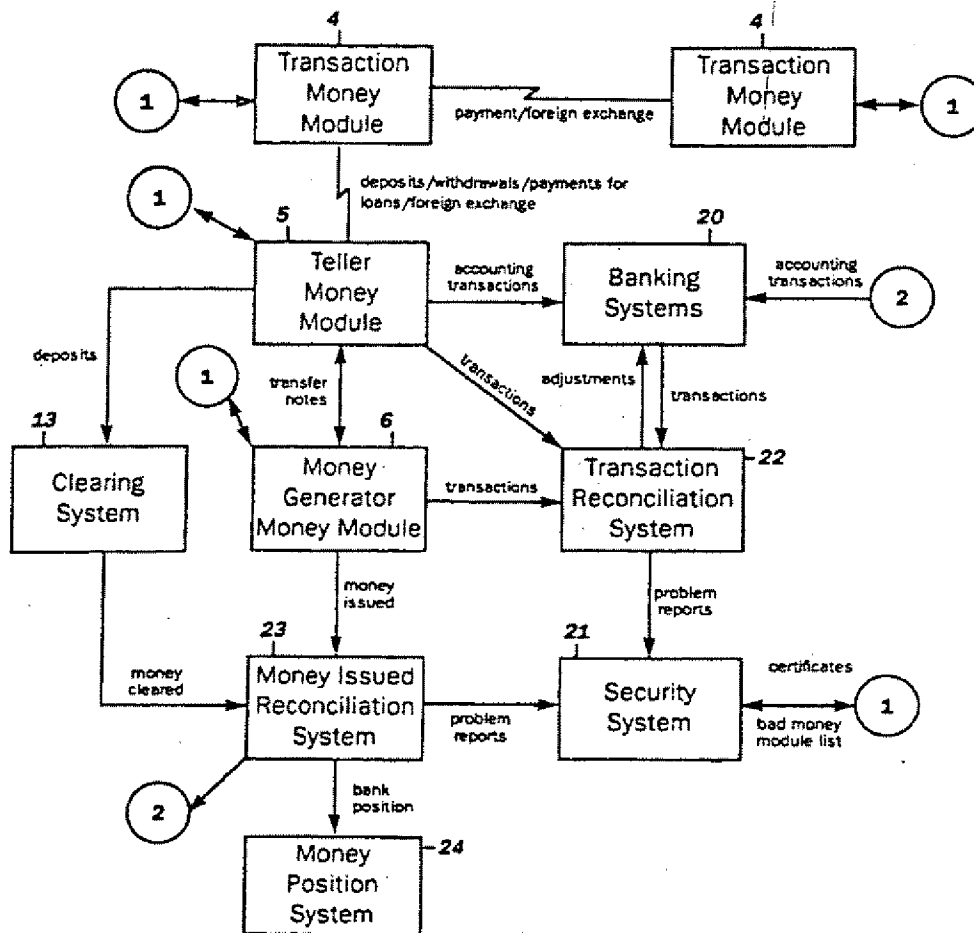 4
4
Transaction
Money
Module
Transaction
Money
Module
1
1
payment/foreign exchange
deposits/withdrawals/payments for
loans/foreign exchange
1
5
20
Teller
Money
Module
accounting
transactions
Banking
Systems
accounting
transactions
2
deposits
1
transfer
notes
transactions
adjustments
transactions
13
6
22
Clearing
System
Money
Generator
Money Module
transactions
Transaction
Reconciliation
System
money
issued
problem
reports
23
21
money
cleared
Money Issued
Reconciliation
System
problem
reports
Security
System
certificates
bad money
module list
1
2
bank
position
24
Money
Position
System